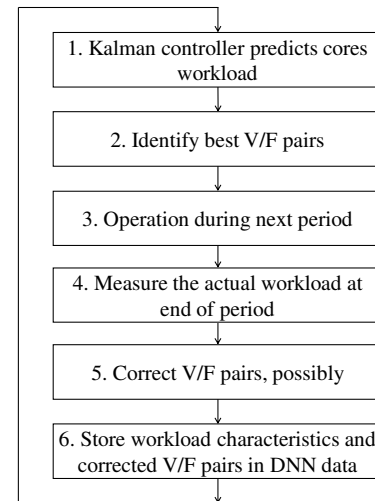 1. Kalman controller predicts cores
workload
2. Identify best V/F pairs
3. Operation during next period
4. Measure the actual workload at
end of period
5. Correct V/F pairs, possibly
6. Store workload characteristics and
corrected V/F pairs in DNN data